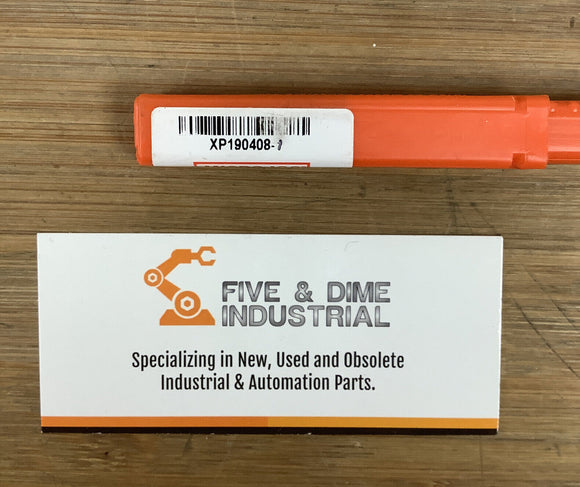 XP190408-
FIVE & DIME
INDUSTRIAL
Specializing in New, Used and Obsolete
Industrial & Automation Parts.